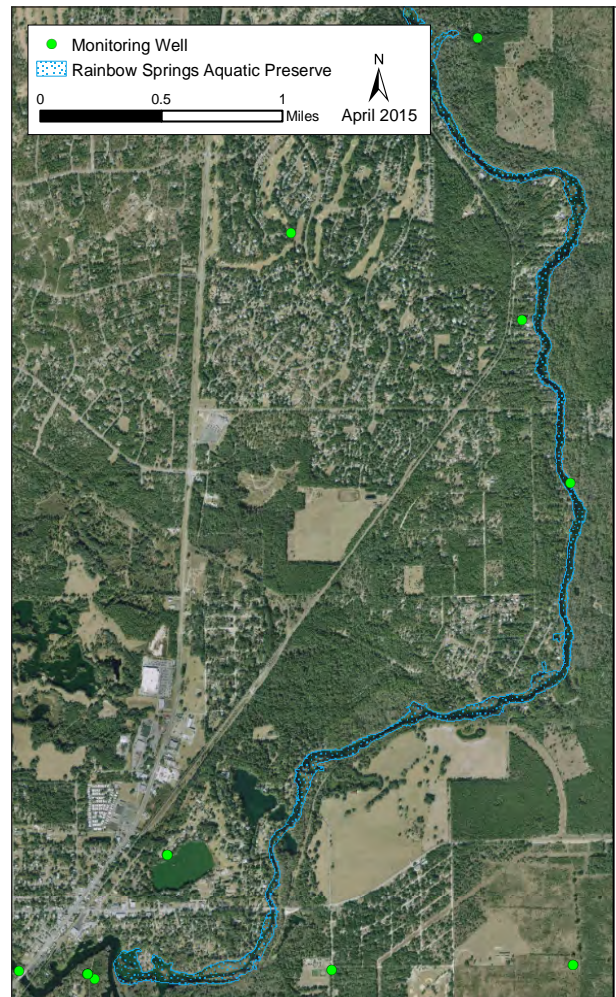 Monitoring Well
Rainbow Springs Aquatic Preserve
0 0.5 1
Miles
N
April 2015